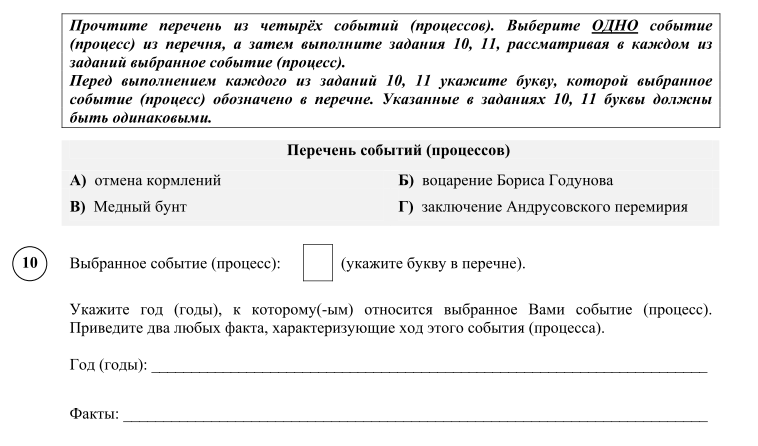 Прочтите перечень из четырёх событий (процессов). Выберите ОДНО событие
(процесс) из перечня, а затем выполните задания 10, 11, рассматривая в каждом из
заданий выбранное событие (процесс).
Перед выполнением каждого из заданий 10, 11 укажите букву, которой выбранное
событие (процесс) обозначено в перечне. Указанные в заданиях 10, 11 буквы должны
быть одинаковыми.
Перечень событий (процессов)
А) отмена кормлений Б) воцарение Бориса Годунова
В) Медный бунт Г) заключение Андрусовского перемирия
10 Выбранное событие (процесс): (укажите букву в перечне).
Укажите год (годы), к которому(-ым) относится выбранное Вами событие (процесс).
Приведите два любых факта, характеризующие ход этого события (процесса).
Год (годы):
Факты: